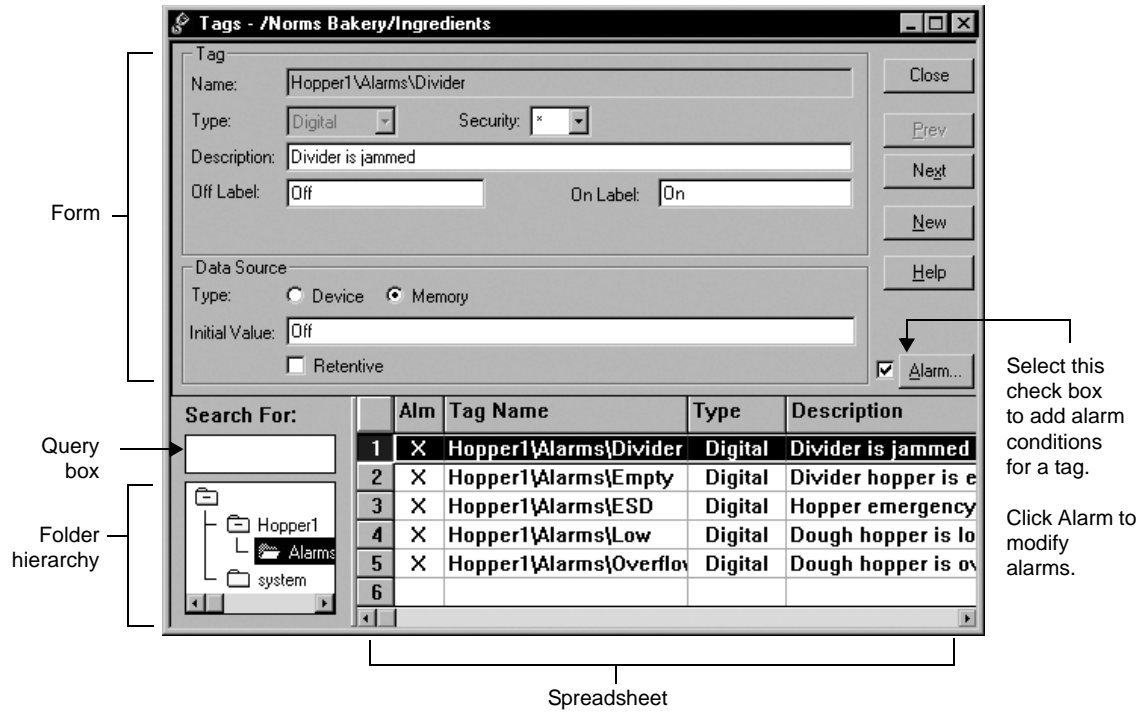 Tags - /Norms Bakery/Ingredients
Tag
Name: Hopper1\Alarms\Divider
Type: Digital Security: *
Description: Divider is jammed
Off Label: Off On Label: On
Data Source
Type: Device Memory
Initial Value: Off
Retentive
Close
Prev
Next
New
Help
Alarm...
Search For:
Hopper1
Alarms
system
Alm Tag Name Type Description
1 X Hopper1\Alarms\Divider Digital Divider is jammed
2 X Hopper1\Alarms\Empty Digital Divider hopper is e
3 X Hopper1\Alarms\ESD Digital Hopper emergency
4 X Hopper1\Alarms\Low Digital Dough hopper is lo
5 X Hopper1\Alarms\Overflov Digital Dough hopper is ov
6
Form
Query
box
Folder
hierarchy
Select this
check box
to add alarm
conditions
for a tag.
Click Alarm to
modify
alarms.
Spreadsheet